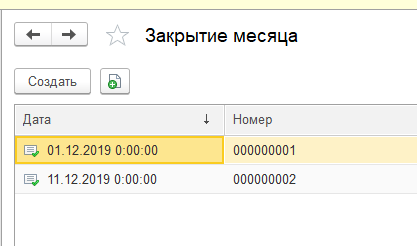 Закрытие месяца
Создать
Дата ↓ Номер
01.12.2019 0:00:00 000000001
11.12.2019 0:00:00 000000002